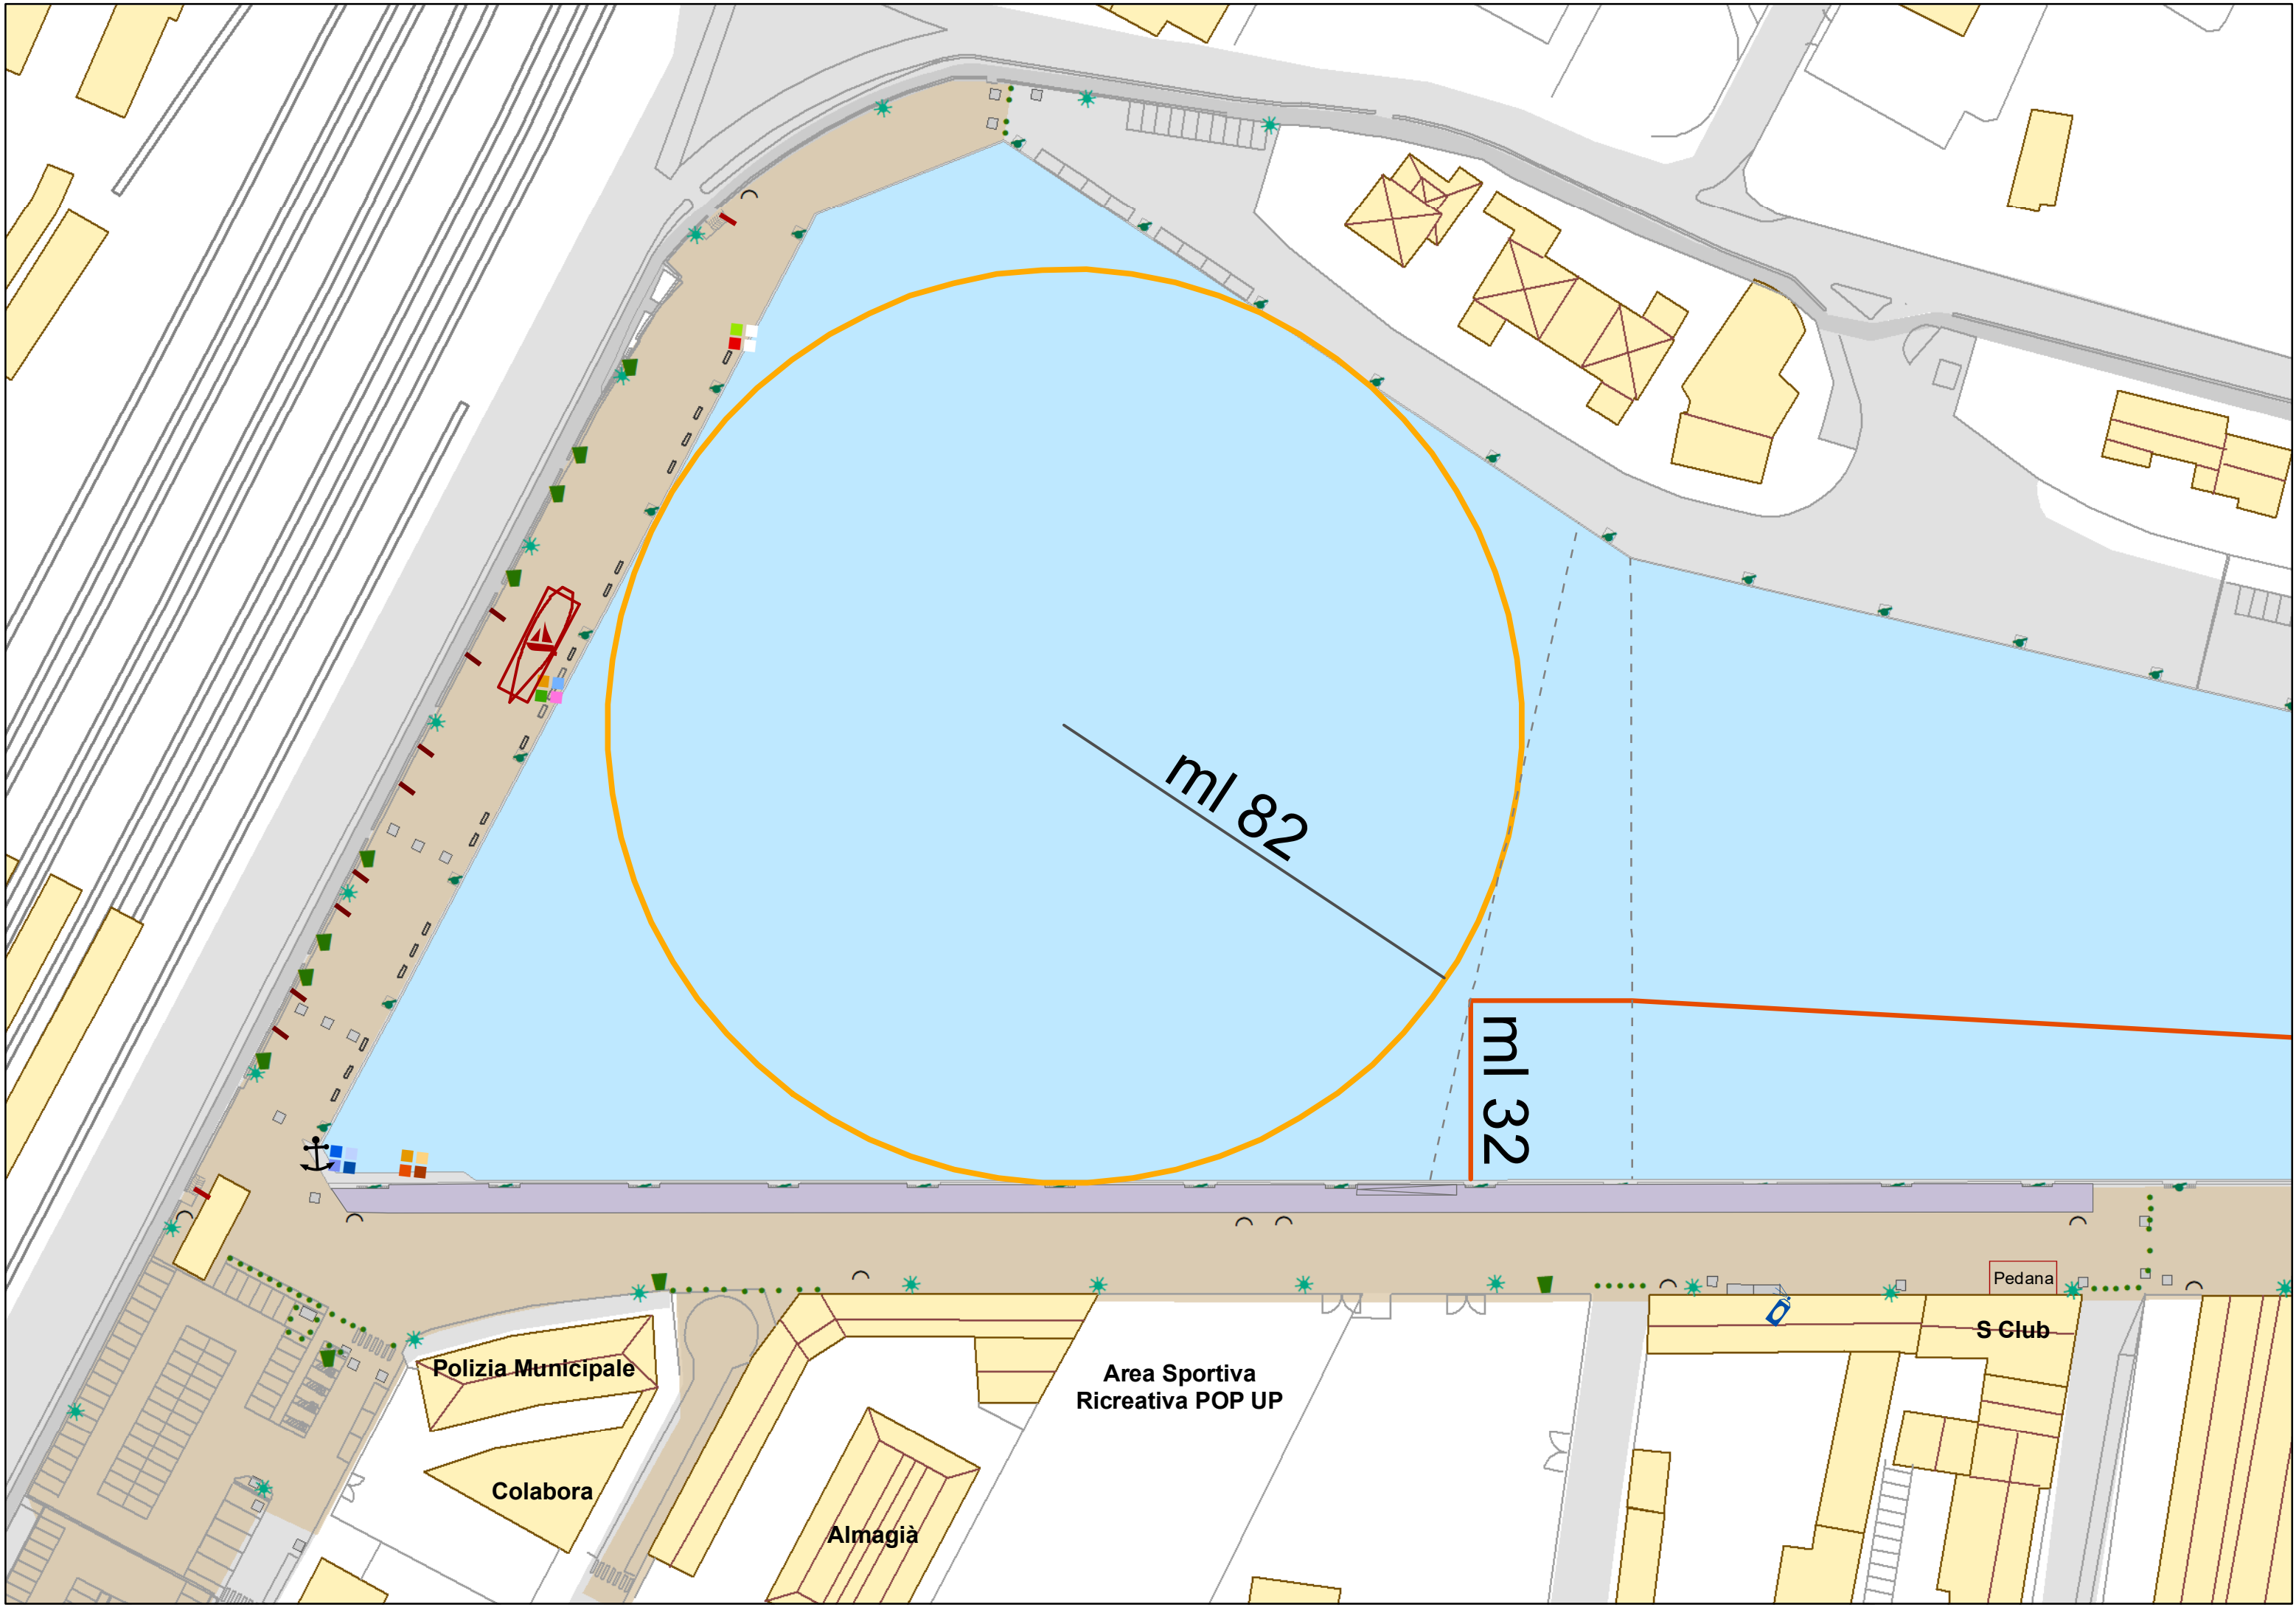 ml 82
ml 32
Pedana
S Club
Polizia Municipale
Area Sportiva
Ricreativa POP UP
Colabora
Almagià